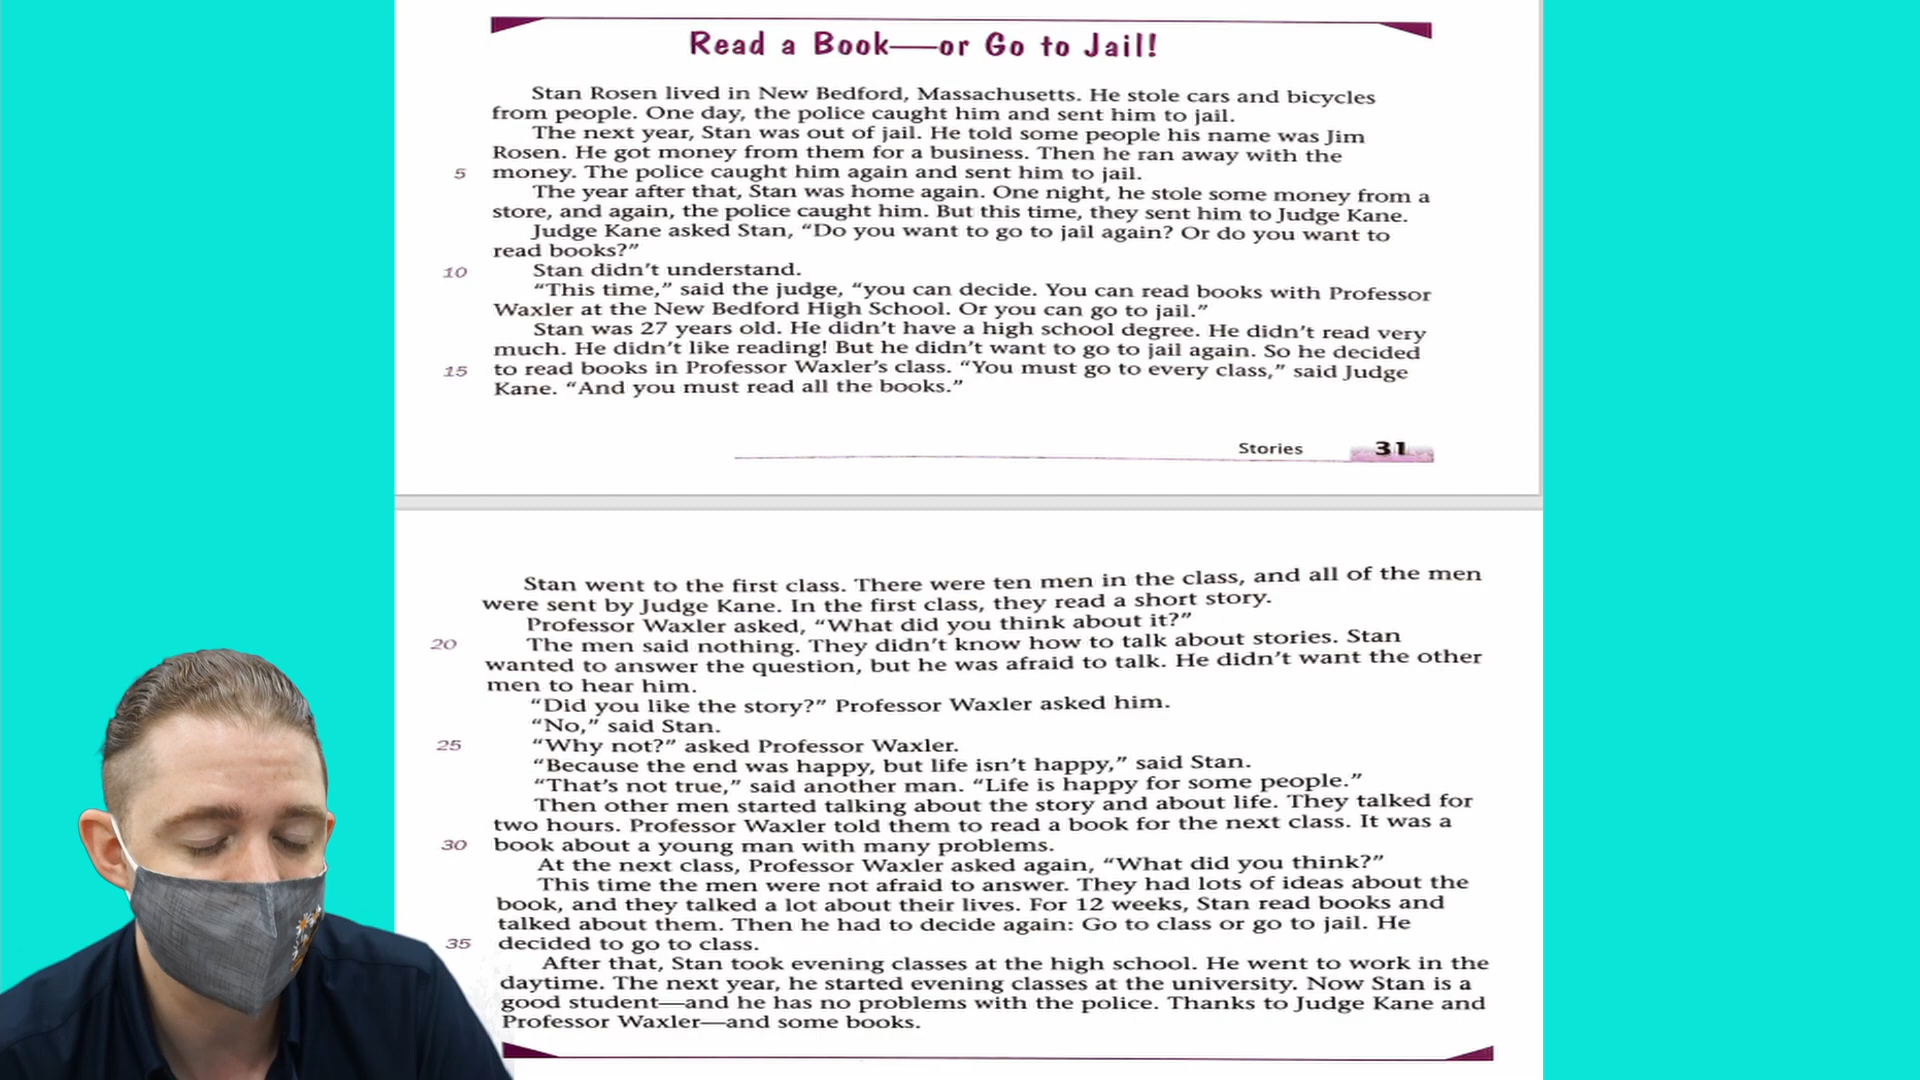 Read a Book—or Go to Jail!
Stan Rosen lived in New Bedford, Massachusetts. He stole cars and bicycles
from people. One day, the police caught him and sent him to jail.
The next year, Stan was out of jail. He told some people his name was Jim
Rosen. He got money from them for a business. Then he ran away with the
5 money. The police caught him again and sent him to jail.
The year after that, Stan was home again. One night, he stole some money from a
store, and again, the police caught him. But this time, they sent him to Judge Kane.
Judge Kane asked Stan, “Do you want to go to jail again? Or do you want to
read books?”
10 Stan didn’t understand.
“This time,” said the judge, “you can decide. You can read books with Professor
Waxler at the New Bedford High School. Or you can go to jail.”
Stan was 27 years old. He didn’t have a high school degree. He didn’t read very
much. He didn’t like reading! But he didn’t want to go to jail again. So he decided
15 to read books in Professor Waxler’s class. “You must go to every class,” said Judge
Kane. “And you must read all the books.”
Stories 31
Stan went to the first class. There were ten men in the class, and all of the men
were sent by Judge Kane. In the first class, they read a short story.
Professor Waxler asked, “What did you think about it?”
20 The men said nothing. They didn’t know how to talk about stories. Stan
wanted to answer the question, but he was afraid to talk. He didn’t want the other
men to hear him.
“Did you like the story?” Professor Waxler asked him.
“No,” said Stan.
25 “Why not?” asked Professor Waxler.
“Because the end was happy, but life isn’t happy,” said Stan.
“That’s not true,” said another man. “Life is happy for some people.”
Then other men started talking about the story and about life. They talked for
two hours. Professor Waxler told them to read a book for the next class. It was a
30 book about a young man with many problems.
At the next class, Professor Waxler asked again, “What did you think?”
This time the men were not afraid to answer. They had lots of ideas about the
book, and they talked a lot about their lives. For 12 weeks, Stan read books and
talked about them. Then he had to decide again: Go to class or go to jail. He
35 decided to go to class.
After that, Stan took evening classes at the high school. He went to work in the
daytime. The next year, he started evening classes at the university. Now Stan is a
good student—and he has no problems with the police. Thanks to Judge Kane and
Professor Waxler—and some books.